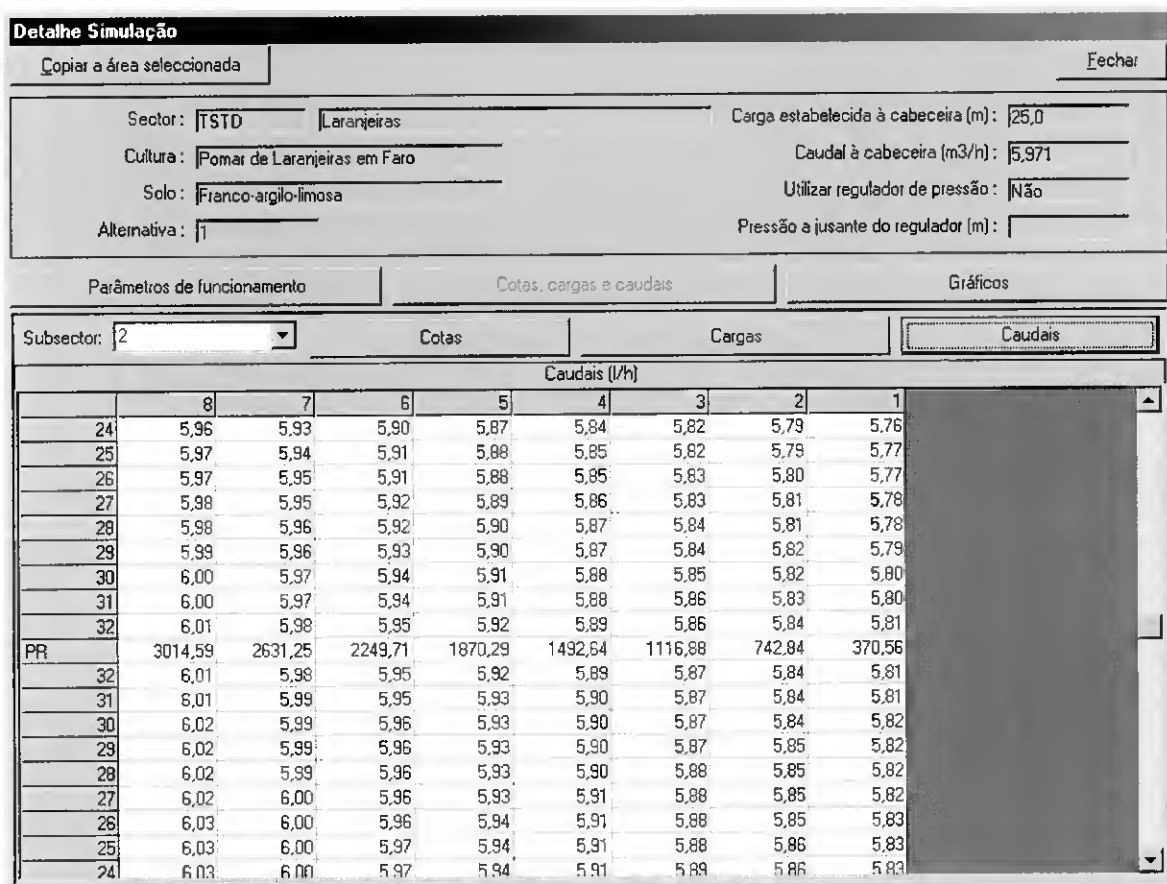 Detalhe Simulação
Copiar a área seleccionada Fechar
Sector: TSTD Laranjeiras Carga estabelecida à cabeceira (m): 25,0
Cultura: Pomar de Laranjeiras em Faro Caudal à cabeceira (m3/h): 5,971
Solo: Franco-argilo-limosa Utilizar regulador de pressão: Não
Alternativa: 1 Pressão a jusante do regulador (m):
Parâmetros de funcionamento Cotas, cargas e caudais Gráficos
Subsector: 2 Cotas Cargas Caudais
Caudais (l/h)
8 7 6 5 4 3 2 1
24 5,96 5,93 5,90 5,87 5,84 5,82 5,79 5,76
25 5,97 5,94 5,91 5,88 5,85 5,82 5,79 5,77
26 5,97 5,95 5,91 5,88 5,85 5,83 5,80 5,77
27 5,98 5,95 5,92 5,89 5,86 5,83 5,81 5,78
28 5,98 5,96 5,92 5,90 5,87 5,84 5,81 5,78
29 5,99 5,96 5,93 5,90 5,87 5,84 5,82 5,79
30 6,00 5,97 5,94 5,91 5,88 5,85 5,82 5,80
31 6,00 5,97 5,94 5,91 5,88 5,86 5,83 5,80
32 6,01 5,98 5,95 5,92 5,89 5,86 5,84 5,81
PR 3014,59 2631,25 2249,71 1870,29 1492,64 1116,88 742,84 370,56
32 6,01 5,98 5,95 5,92 5,89 5,87 5,84 5,81
31 6,01 5,99 5,95 5,93 5,90 5,87 5,84 5,81
30 6,02 5,99 5,96 5,93 5,90 5,87 5,84 5,82
29 6,02 5,99 5,96 5,93 5,90 5,87 5,85 5,82
28 6,02 5,99 5,96 5,93 5,90 5,88 5,85 5,82
27 6,02 6,00 5,96 5,93 5,91 5,88 5,85 5,82
26 6,03 6,00 5,96 5,94 5,91 5,88 5,85 5,83
25 6,03 6,00 5,97 5,94 5,91 5,88 5,86 5,83
24 6,03 6,00 5,97 5,94 5,91 5,89 5,86 5,83